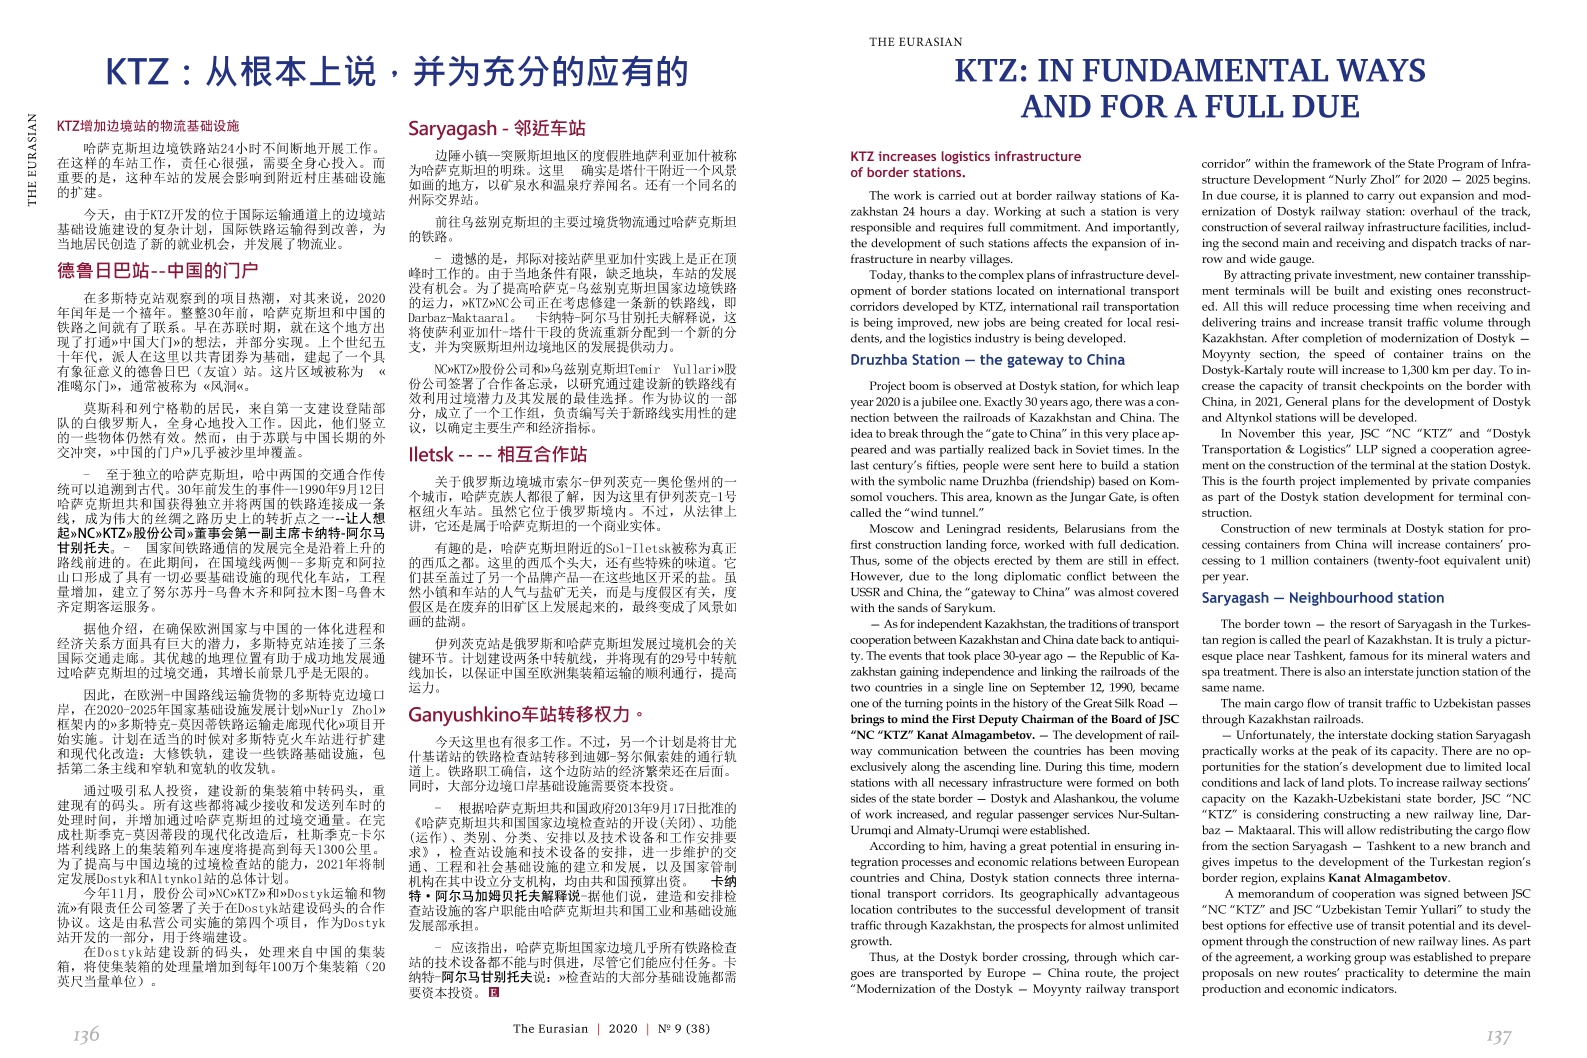 THE EURASIAN
KTZ：从根本上说，并为充分的应有的
KTZ增加边境站的物流基础设施
哈萨克斯坦边境铁路站24小时不间断地开展工作。
在这样的车站工作，责任心很强，需要全身心投入。而
重要的是，这种车站的发展会影响到附近村庄基础设施
的扩建。
今天，由于KTZ开发的位于国际运输通道上的边境站
基础设施建设的复杂计划，国际铁路运输得到改善，为
当地居民创造了新的就业机会，并发展了物流业。
德鲁日巴站--中国的门户
在多斯特克站观察到的项目热潮，对其来说，2020
年闰年是一个禧年。整整30年前，哈萨克斯坦和中国的
铁路之间就有了联系。早在苏联时期，就在这个地方出
现了打通»中国大门»的想法，并部分实现。上个世纪五
十年代，派人在这里以共青团券为基础，建起了一个具
有象征意义的德鲁日巴（友谊）站。这片区域被称为 «
准噶尔门»，通常被称为 «风洞«。
莫斯科和列宁格勒的居民，来自第一支建设登陆部
队的白俄罗斯人，全身心地投入工作。因此，他们竖立
的一些物体仍然有效。然而，由于苏联与中国长期的外
交冲突，»中国的门户»几乎被沙里坤覆盖。
– 至于独立的哈萨克斯坦，哈中两国的交通合作传
统可以追溯到古代。30年前发生的事件--1990年9月12日
哈萨克斯坦共和国获得独立并将两国的铁路连接成一条
线，成为伟大的丝绸之路历史上的转折点之一--让人想
起»NC»KTZ»股份公司»董事会第一副主席卡纳特-阿尔马
甘别托夫。- 国家间铁路通信的发展完全是沿着上升的
路线前进的。在此期间，在国境线两侧--多斯克和阿拉
山口形成了具有一切必要基础设施的现代化车站，工程
量增加，建立了努尔苏丹-乌鲁木齐和阿拉木图-乌鲁木
齐定期客运服务。
据他介绍，在确保欧洲国家与中国的一体化进程和
经济关系方面具有巨大的潜力，多斯特克站连接了三条
国际交通走廊。其优越的地理位置有助于成功地发展通
过哈萨克斯坦的过境交通，其增长前景几乎是无限的。
因此，在欧洲-中国路线运输货物的多斯特克边境口
岸，在2020-2025年国家基础设施发展计划»Nurly Zhol»
框架内的»多斯特克-莫因蒂铁路运输走廊现代化»项目开
始实施。计划在适当的时候对多斯特克火车站进行扩建
和现代化改造：大修铁轨，建设一些铁路基础设施，包
括第二条主线和窄轨和宽轨的收发轨。
通过吸引私人投资，建设新的集装箱中转码头，重
建现有的码头。所有这些都将减少接收和发送列车时的
处理时间，并增加通过哈萨克斯坦的过境交通量。在完
成杜斯季克-莫因蒂段的现代化改造后，杜斯季克-卡尔
塔利线路上的集装箱列车速度将提高到每天1300公里。
为了提高与中国边境的过境检查站的能力，2021年将制
定发展Dostyk和Altynkol站的总体计划。
今年11月，股份公司»NC»KTZ»和»Dostyk运输和物
流»有限责任公司签署了关于在Dostyk站建设码头的合作
协议。这是由私营公司实施的第四个项目，作为Dostyk
站开发的一部分，用于终端建设。
在Dostyk站建设新的码头，处理来自中国的集装
箱，将使集装箱的处理量增加到每年100万个集装箱（20
英尺当量单位）。
Saryagash - 邻近车站
边陲小镇--突厥斯坦地区的度假胜地萨利亚加什被称
为哈萨克斯坦的明珠。这里 确实是塔什干附近一个风景
如画的地方，以矿泉水和温泉疗养闻名。还有一个同名的
州际交界站。
前往乌兹别克斯坦的主要过境货物流通过哈萨克斯坦
的铁路。
– 遗憾的是，邦际对接站萨里亚加什实践上是正在顶
峰时工作的。由于当地条件有限，缺乏地块，车站的发展
没有机会。为了提高哈萨克-乌兹别克斯坦国家边境铁路
的运力，»KTZ»NC公司正在考虑修建一条新的铁路线，即
Darbaz-Maktaaral。 卡纳特-阿尔马甘别托夫解释说，这
将使萨利亚加什-塔什干段的货流重新分配到一个新的分
支，并为突厥斯坦州边境地区的发展提供动力。
NC»KTZ»股份公司和»乌兹别克斯坦Temir Yullari»股
份公司签署了合作备忘录，以研究通过建设新的铁路线有
效利用过境潜力及其发展的最佳选择。作为协议的一部
分，成立了一个工作组，负责编写关于新路线实用性的建
议，以确定主要生产和经济指标。
Iletsk -- -- 相互合作站
关于俄罗斯边境城市索尔-伊列茨克--奥伦堡州的一
个城市，哈萨克族人都很了解，因为这里有伊列茨克-1号
枢纽火车站。虽然它位于俄罗斯境内。不过，从法律上
讲，它还是属于哈萨克斯坦的一个商业实体。
有趣的是，哈萨克斯坦附近的Sol-Iletsk被称为真正
的西瓜之都。这里的西瓜个头大，还有些特殊的味道。它
们甚至盖过了另一个品牌产品—在这些地区开采的盐。虽
然小镇和车站的人气与盐矿无关，而是与度假区有关，度
假区是在废弃的旧矿区上发展起来的，最终变成了风景如
画的盐湖。
伊列茨克站是俄罗斯和哈萨克斯坦发展过境机会的关
键环节。计划建设两条中转航线，并将现有的29号中转航
线加长，以保证中国至欧洲集装箱运输的顺利通行，提高
运力。
Ganyushkino车站转移权力。
今天这里也有很多工作。不过，另一个计划是将甘尤
什基诺站的铁路检查站转移到迪娜-努尔佩索娃的通行轨
道上。铁路职工确信，这个边防站的经济繁荣还在后面。
同时，大部分边境口岸基础设施需要资本投资。
– 根据哈萨克斯坦共和国政府2013年9月17日批准的
《哈萨克斯坦共和国国家边境检查站的开设(关闭)、功能
(运作)、类别、分类、安排以及技术设备和工作安排要
求》，检查站设施和技术设备的安排，进一步维护的交
通、工程和社会基础设施的建立和发展，以及国家管制
机构在其中设立分支机构，均由共和国预算出资。 卡纳
特・阿尔马加姆贝托夫解释说-据他们说，建造和安排检
查站设施的客户职能由哈萨克斯坦共和国工业和基础设施
发展部承担。
– 应该指出，哈萨克斯坦国家边境几乎所有铁路检查
站的技术设备都不能与时俱进，尽管它们能应付任务。卡
纳特-阿尔马甘别托夫说：»检查站的大部分基础设施都需
要资本投资。E
136
The Eurasian | 2020 | № 9 (38)
THE EURASIAN
KTZ: IN FUNDAMENTAL WAYS
AND FOR A FULL DUE
KTZ increases logistics infrastructure
of border stations.
The work is carried out at border railway stations of Ka-
zakhstan 24 hours a day. Working at such a station is very
responsible and requires full commitment. And importantly,
the development of such stations affects the expansion of in-
frastructure in nearby villages.
Today, thanks to the complex plans of infrastructure devel-
opment of border stations located on international transport
corridors developed by KTZ, international rail transportation
is being improved, new jobs are being created for local resi-
dents, and the logistics industry is being developed.
Druzhba Station — the gateway to China
Project boom is observed at Dostyk station, for which leap
year 2020 is a jubilee one. Exactly 30 years ago, there was a con-
nection between the railroads of Kazakhstan and China. The
idea to break through the “gate to China” in this very place ap-
peared and was partially realized back in Soviet times. In the
last century’s fifties, people were sent here to build a station
with the symbolic name Druzhba (friendship) based on Kom-
somol vouchers. This area, known as the Jungar Gate, is often
called the “wind tunnel.”
Moscow and Leningrad residents, Belarusians from the
first construction landing force, worked with full dedication.
Thus, some of the objects erected by them are still in effect.
However, due to the long diplomatic conflict between the
USSR and China, the “gateway to China” was almost covered
with the sands of Sarykum.
— As for independent Kazakhstan, the traditions of transport
cooperation between Kazakhstan and China date back to antiqui-
ty. The events that took place 30-year ago — the Republic of Ka-
zakhstan gaining independence and linking the railroads of the
two countries in a single line on September 12, 1990, became
one of the turning points in the history of the Great Silk Road —
brings to mind the First Deputy Chairman of the Board of JSC
“NC “KTZ” Kanat Almagambetov. — The development of rail-
way communication between the countries has been moving
exclusively along the ascending line. During this time, modern
stations with all necessary infrastructure were formed on both
sides of the state border — Dostyk and Alashankou, the volume
of work increased, and regular passenger services Nur-Sultan-
Urumqi and Almaty-Urumqi were established.
According to him, having a great potential in ensuring in-
tegration processes and economic relations between European
countries and China, Dostyk station connects three interna-
tional transport corridors. Its geographically advantageous
location contributes to the successful development of transit
traffic through Kazakhstan, the prospects for almost unlimited
growth.
Thus, at the Dostyk border crossing, through which car-
goes are transported by Europe — China route, the project
“Modernization of the Dostyk — Moyynty railway transport
corridor” within the framework of the State Program of Infra-
structure Development “Nurly Zhol” for 2020 — 2025 begins.
In due course, it is planned to carry out expansion and mod-
ernization of Dostyk railway station: overhaul of the track,
construction of several railway infrastructure facilities, includ-
ing the second main and receiving and dispatch tracks of nar-
row and wide gauge.
By attracting private investment, new container transship-
ment terminals will be built and existing ones reconstruct-
ed. All this will reduce processing time when receiving and
delivering trains and increase transit traffic volume through
Kazakhstan. After completion of modernization of Dostyk —
Moyynty section, the speed of container trains on the
Dostyk-Kartaly route will increase to 1,300 km per day. To in-
crease the capacity of transit checkpoints on the border with
China, in 2021, General plans for the development of Dostyk
and Altynkol stations will be developed.
In November this year, JSC “NC “KTZ” and “Dostyk
Transportation & Logistics” LLP signed a cooperation agree-
ment on the construction of the terminal at the station Dostyk.
This is the fourth project implemented by private companies
as part of the Dostyk station development for terminal con-
struction.
Construction of new terminals at Dostyk station for pro-
cessing containers from China will increase containers’ pro-
cessing to 1 million containers (twenty-foot equivalent unit)
per year.
Saryagash — Neighbourhood station
The border town — the resort of Saryagash in the Turkes-
tan region is called the pearl of Kazakhstan. It is truly a pictur-
esque place near Tashkent, famous for its mineral waters and
spa treatment. There is also an interstate junction station of the
same name.
The main cargo flow of transit traffic to Uzbekistan passes
through Kazakhstan railroads.
— Unfortunately, the interstate docking station Saryagash
practically works at the peak of its capacity. There are no op-
portunities for the station’s development due to limited local
conditions and lack of land plots. To increase railway sections’
capacity on the Kazakh-Uzbekistani state border, JSC “NC
“KTZ” is considering constructing a new railway line, Dar-
baz — Maktaaral. This will allow redistributing the cargo flow
from the section Saryagash — Tashkent to a new branch and
gives impetus to the development of the Turkestan region’s
border region, explains Kanat Almagambetov.
A memorandum of cooperation was signed between JSC
“NC “KTZ” and JSC “Uzbekistan Temir Yullari” to study the
best options for effective use of transit potential and its devel-
opment through the construction of new railway lines. As part
of the agreement, a working group was established to prepare
proposals on new routes’ practicality to determine the main
production and economic indicators.
137